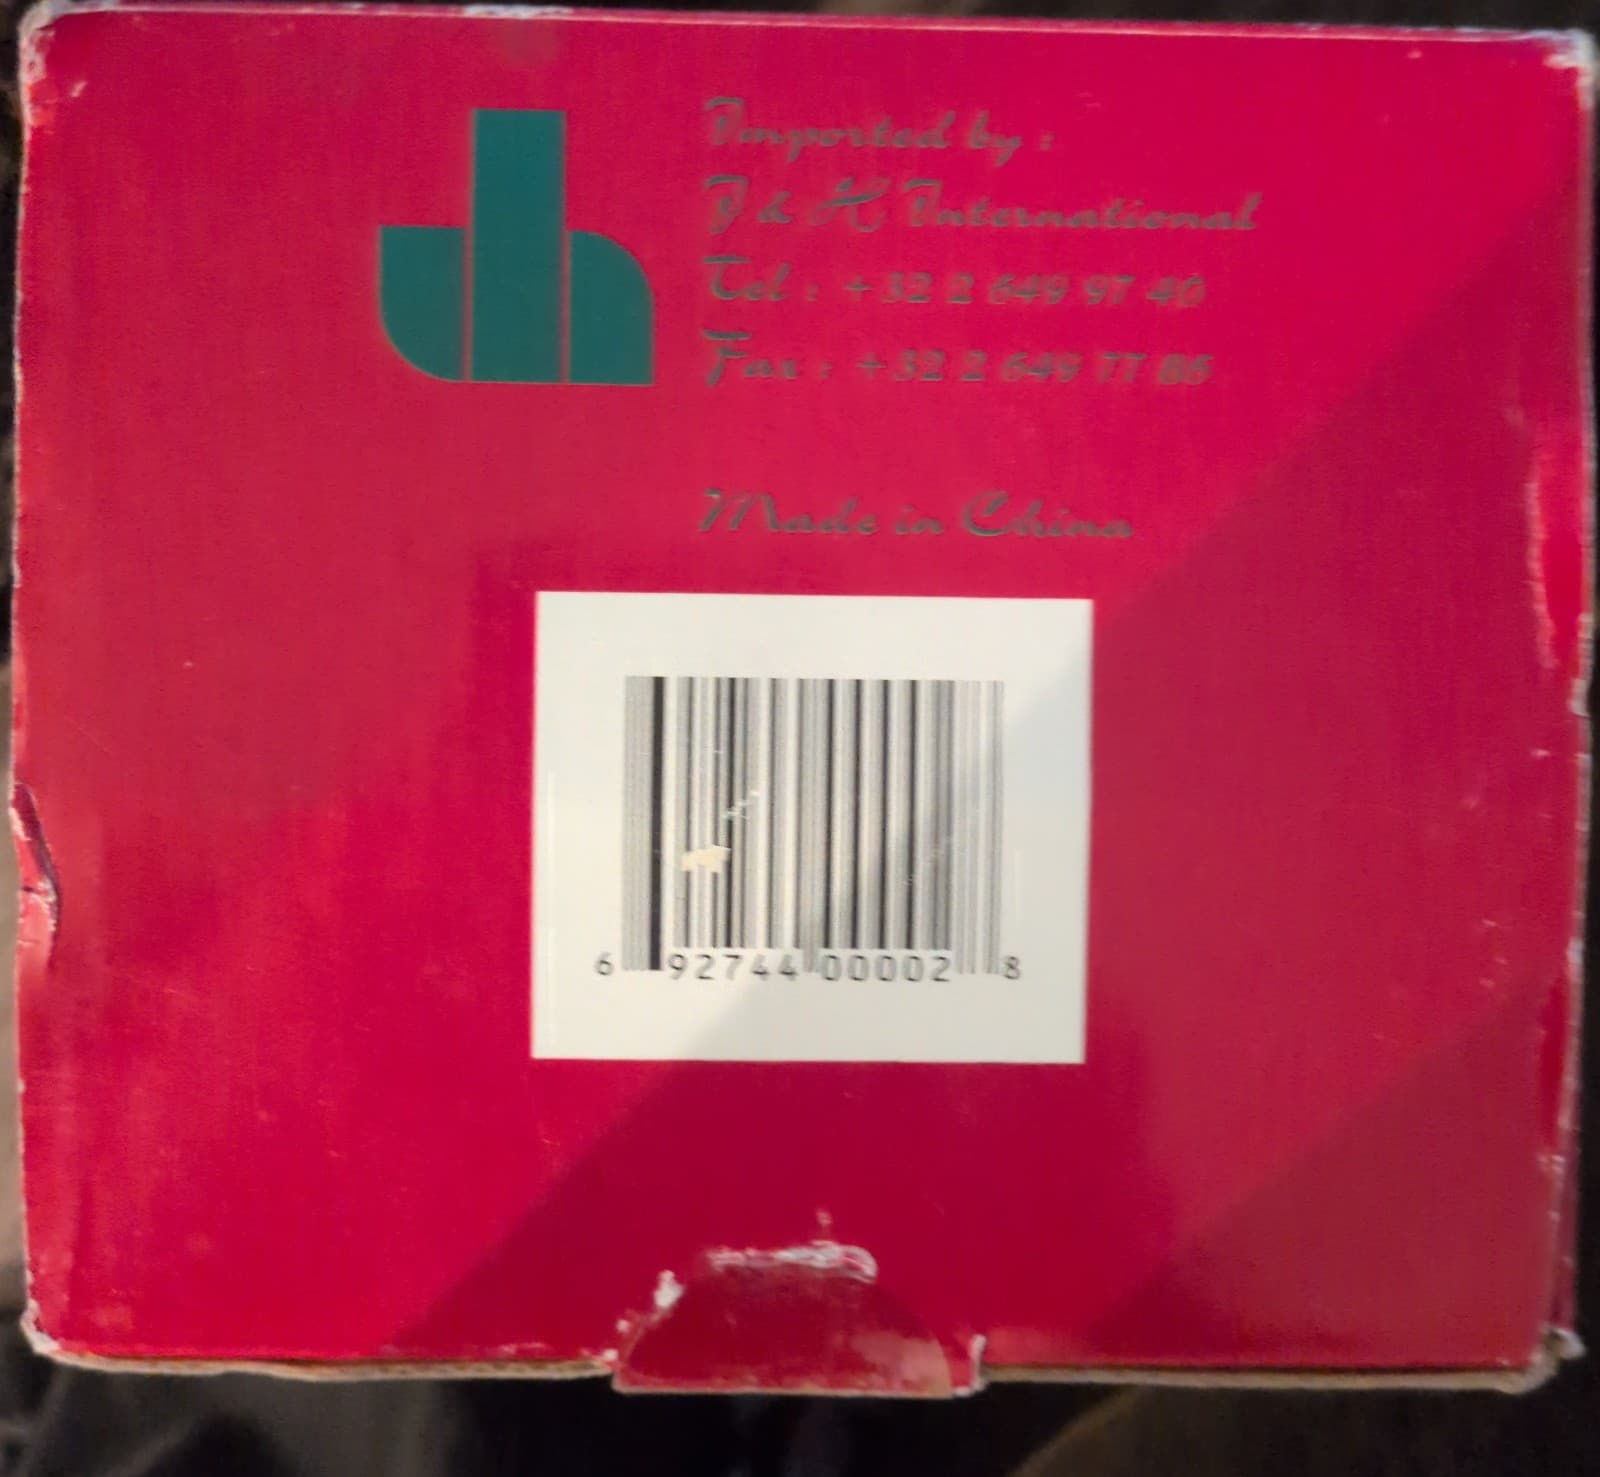 Imported by :
J & H International
Tel : +32 2 649 97 40
Fax : +32 2 649 77 86
Made in China
6 92744 00002 8